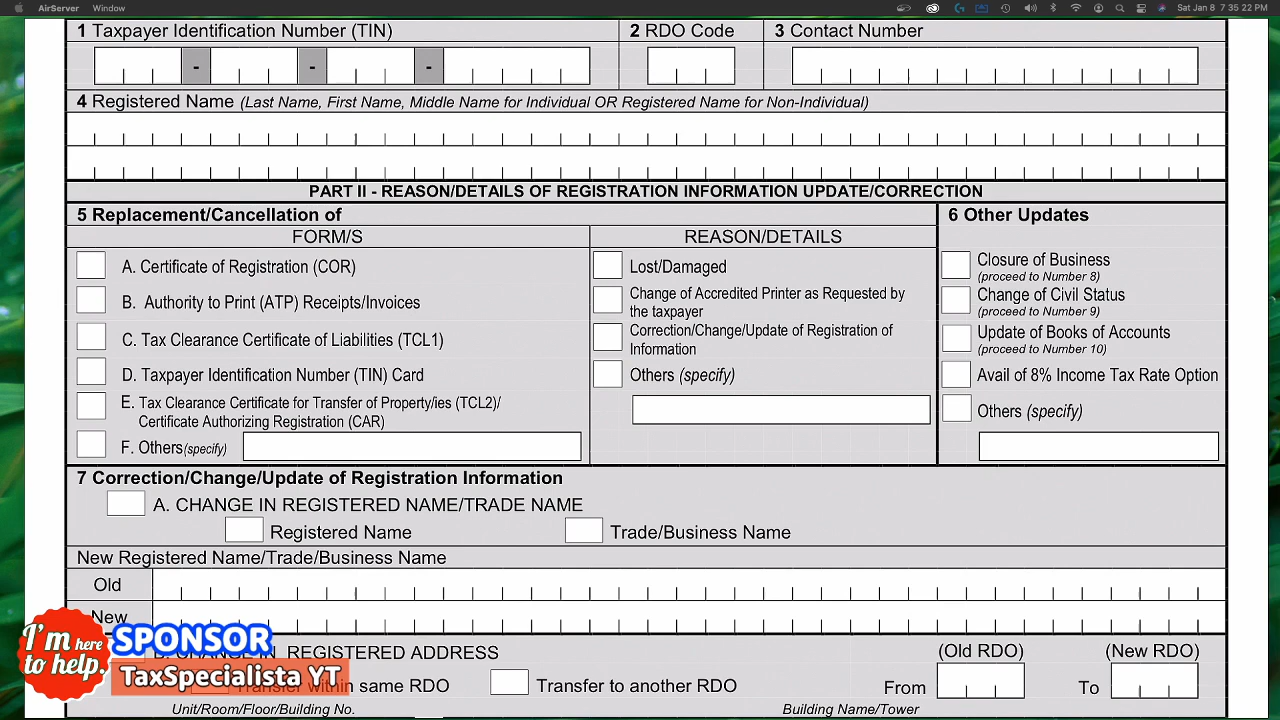 AirServer Window Sat Jan 8 7 35 22 PM
1 Taxpayer Identification Number (TIN) 2 RDO Code 3 Contact Number
- - -
4 Registered Name (Last Name, First Name, Middle Name for Individual OR Registered Name for Non-Individual)
PART II - REASON/DETAILS OF REGISTRATION INFORMATION UPDATE/CORRECTION
5 Replacement/Cancellation of
FORM/S
A. Certificate of Registration (COR)
B. Authority to Print (ATP) Receipts/Invoices
C. Tax Clearance Certificate of Liabilities (TCL1)
D. Taxpayer Identification Number (TIN) Card
E. Tax Clearance Certificate for Transfer of Property/ies (TCL2)/
Certificate Authorizing Registration (CAR)
F. Others(specify)
REASON/DETAILS
Lost/Damaged
Change of Accredited Printer as Requested by
the taxpayer
Correction/Change/Update of Registration of
Information
Others (specify)
6 Other Updates
Closure of Business
(proceed to Number 8)
Change of Civil Status
(proceed to Number 9)
Update of Books of Accounts
(proceed to Number 10)
Avail of 8% Income Tax Rate Option
Others (specify)
7 Correction/Change/Update of Registration Information
A. CHANGE IN REGISTERED NAME/TRADE NAME
Registered Name Trade/Business Name
New Registered Name/Trade/Business Name
Old
New
B. CHANGE IN REGISTERED ADDRESS (Old RDO) (New RDO)
Transfer within same RDO Transfer to another RDO From To
Unit/Room/Floor/Building No. Building Name/Tower
I'm here
to help.
SPONSOR
TaxSpecialista YT